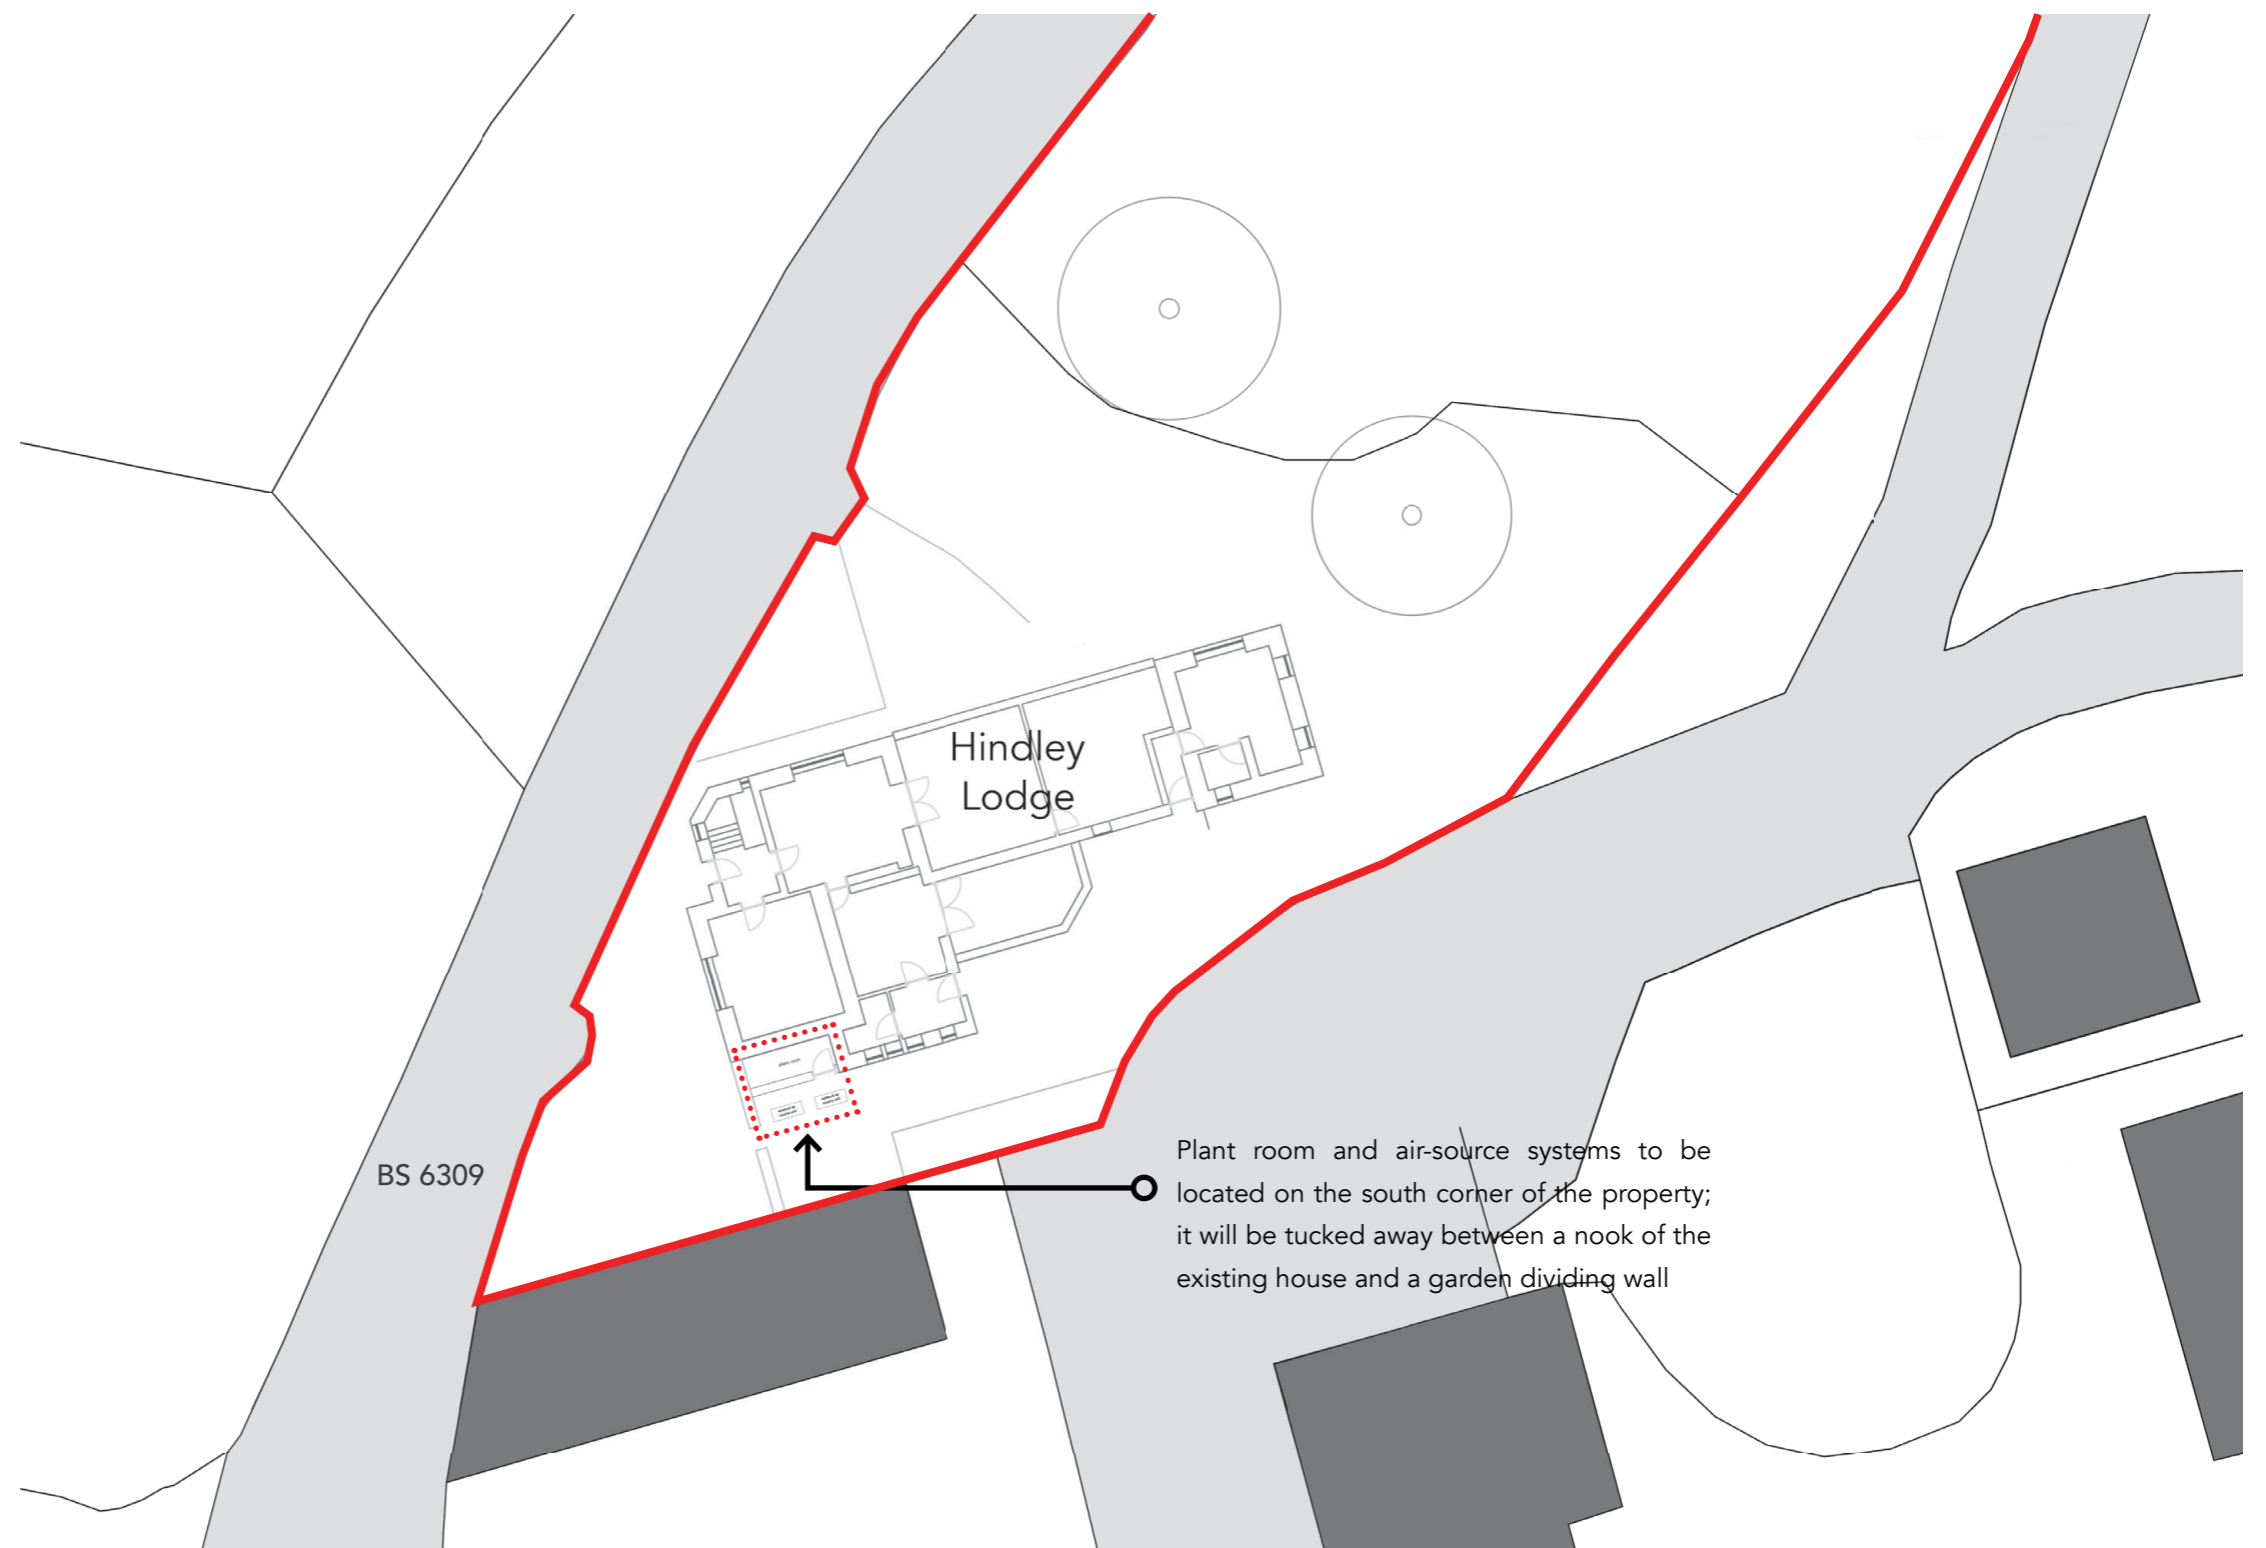 Hindley
Lodge
BS 6309
Plant room and air-source systems to be
located on the south corner of the property;
it will be tucked away between a nook of the
existing house and a garden dividing wall